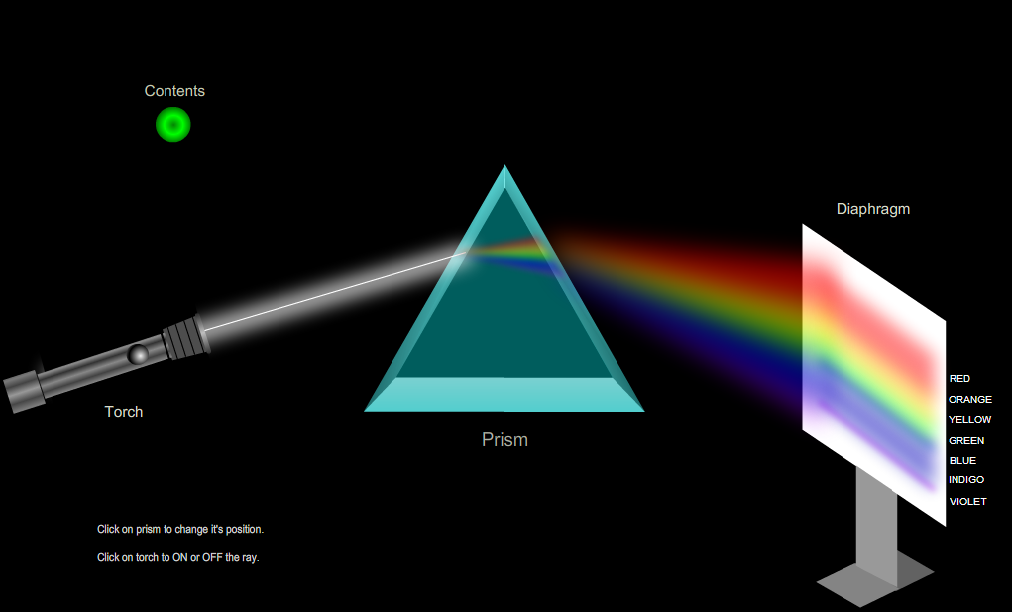 Contents
Diaphragm
RED
ORANGE
YELLOW
GREEN
BLUE
INDIGO
VIOLET
Torch
Prism
Click on prism to change it's position.
Click on torch to ON or OFF the ray.